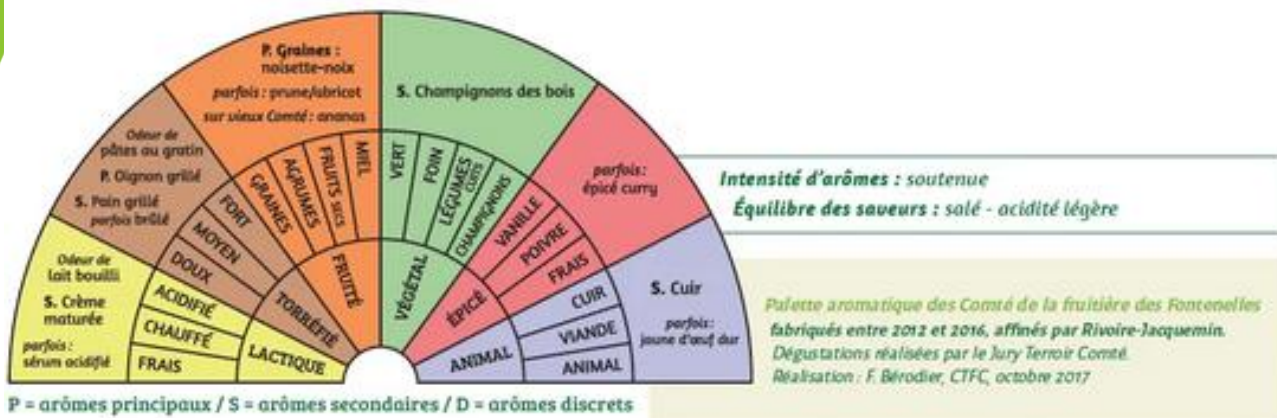 P. Graines :
noisette-noix
parfois : prune/abricot
sur vieux Comté : ananas
S. Champignons des bois
Odeur de
pâtes au gratin
P. Oignon grillé
S. Pain grillé
parfois brûlé
parfois :
épicé curry
Odeur de
lait bouilli
S. Crème
maturée
parfois :
sérum acidifié
S. Cuir
parfois :
jaune d'œuf dur
FRAIS
CHAUFFÉ
ACIDIFIÉ
DOUX
MOYEN
FORT
GRAINES
AGRUMES
FRUITS SECS
MIEL
VERT
FOIN
LÉGUMES
CUITS
CHAMPIGNONS
VANILLE
POIVRE
FRAIS
CUIR
VIANDE
ANIMAL
LACTIQUE
TORRÉFIÉ
FRUITÉ
VÉGÉTAL
ÉPICÉ
ANIMAL
Intensité d'arômes : soutenue
Équilibre des saveurs : salé - acidité légère
Palette aromatique des Comté de la fruitière des Fontenelles
fabriqués entre 2012 et 2016, affinés par Rivoire-Jacquemin.
Dégustations réalisées par le Jury Terroir Comté.
Réalisation : F. Bérodier, CTFC, octobre 2017
P = arômes principaux / S = arômes secondaires / D = arômes discrets